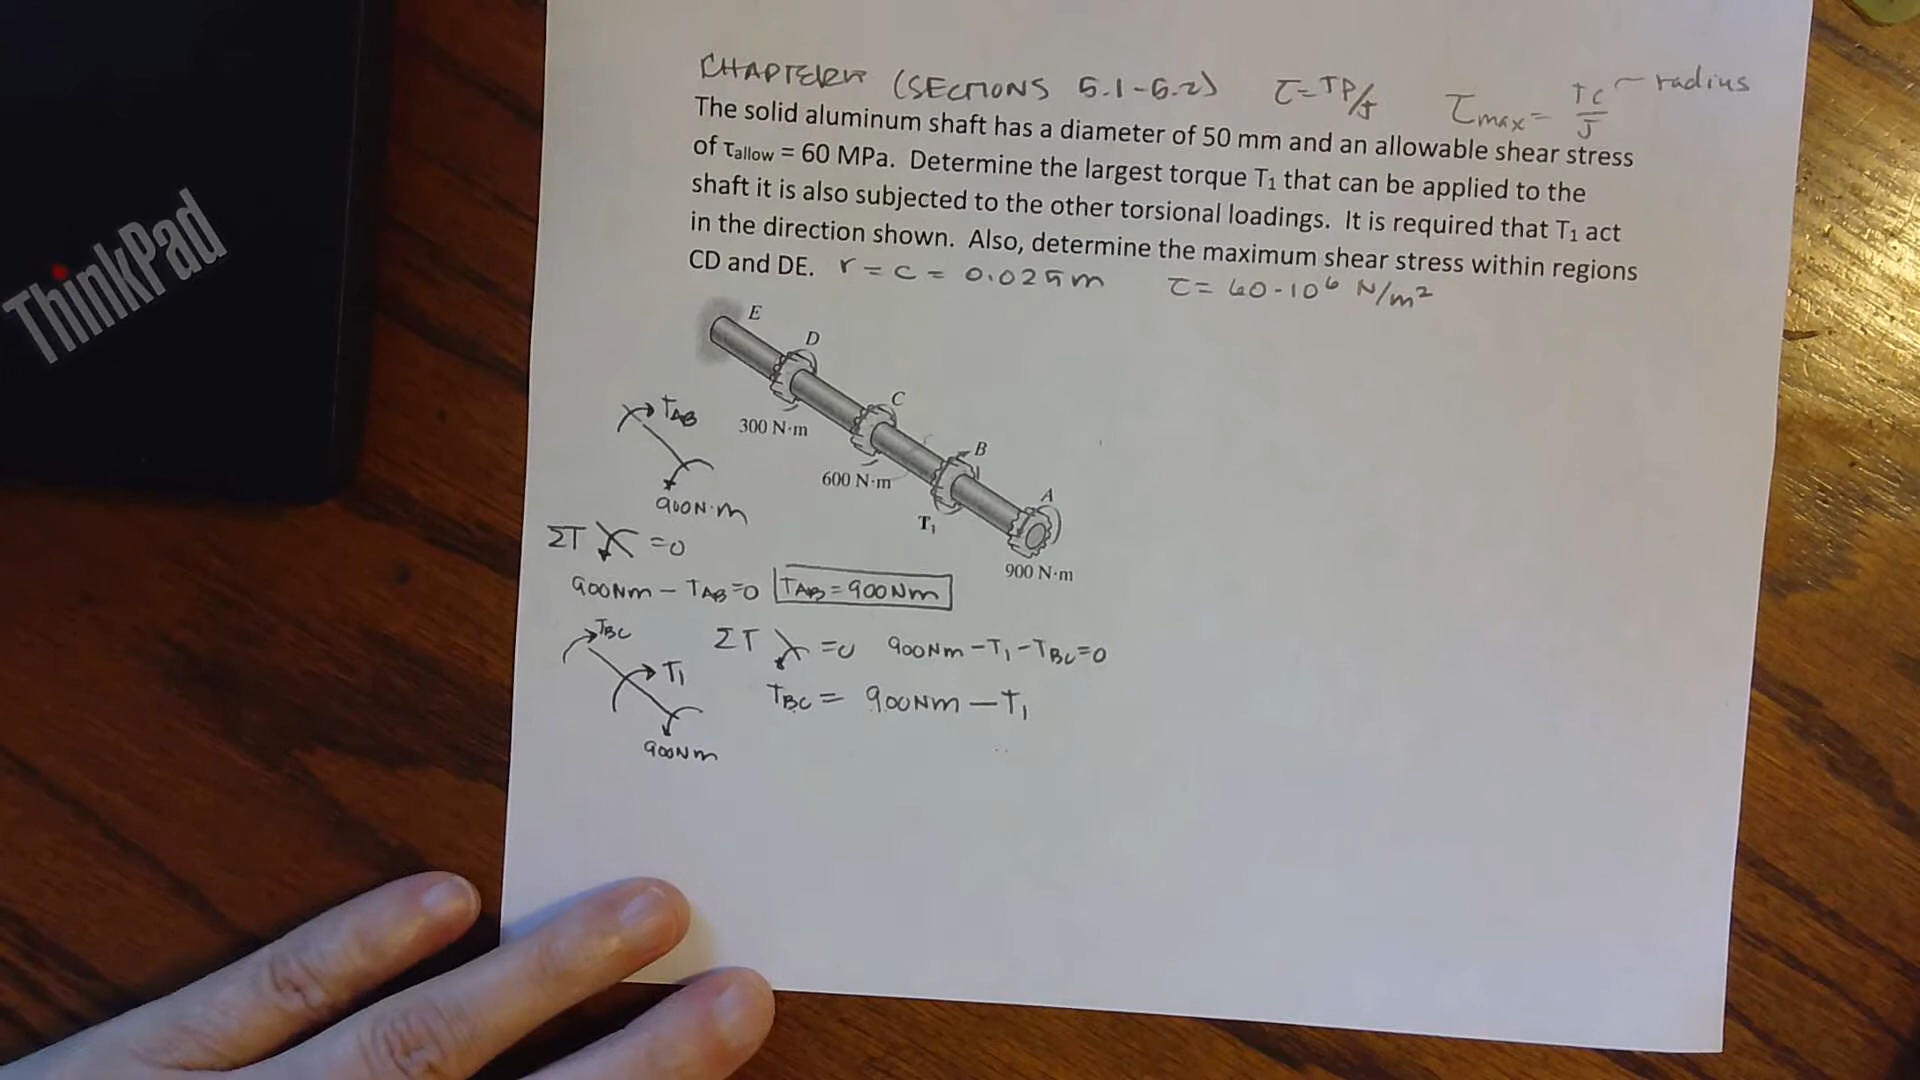 ThinkPad
CHAPTER (SECTIONS 5.1-5.2) τ=Tρ/J τmax= Tc/J ~ radius
The solid aluminum shaft has a diameter of 50 mm and an allowable shear stress
of τallow = 60 MPa. Determine the largest torque T1 that can be applied to the
shaft it is also subjected to the other torsional loadings. It is required that T1 act
in the direction shown. Also, determine the maximum shear stress within regions
CD and DE. r = c = 0.025m τ = 60·10⁶ N/m²
E
D
C
300 N·m
TAB
B
600 N·m
A
T1
900N·m
900 N·m
ΣT =0
900Nm - TAB=0 TAB=900Nm
TBC
ΣT =0 900Nm-T1-TBC=0
T1
TBC = 900Nm - T1
900Nm